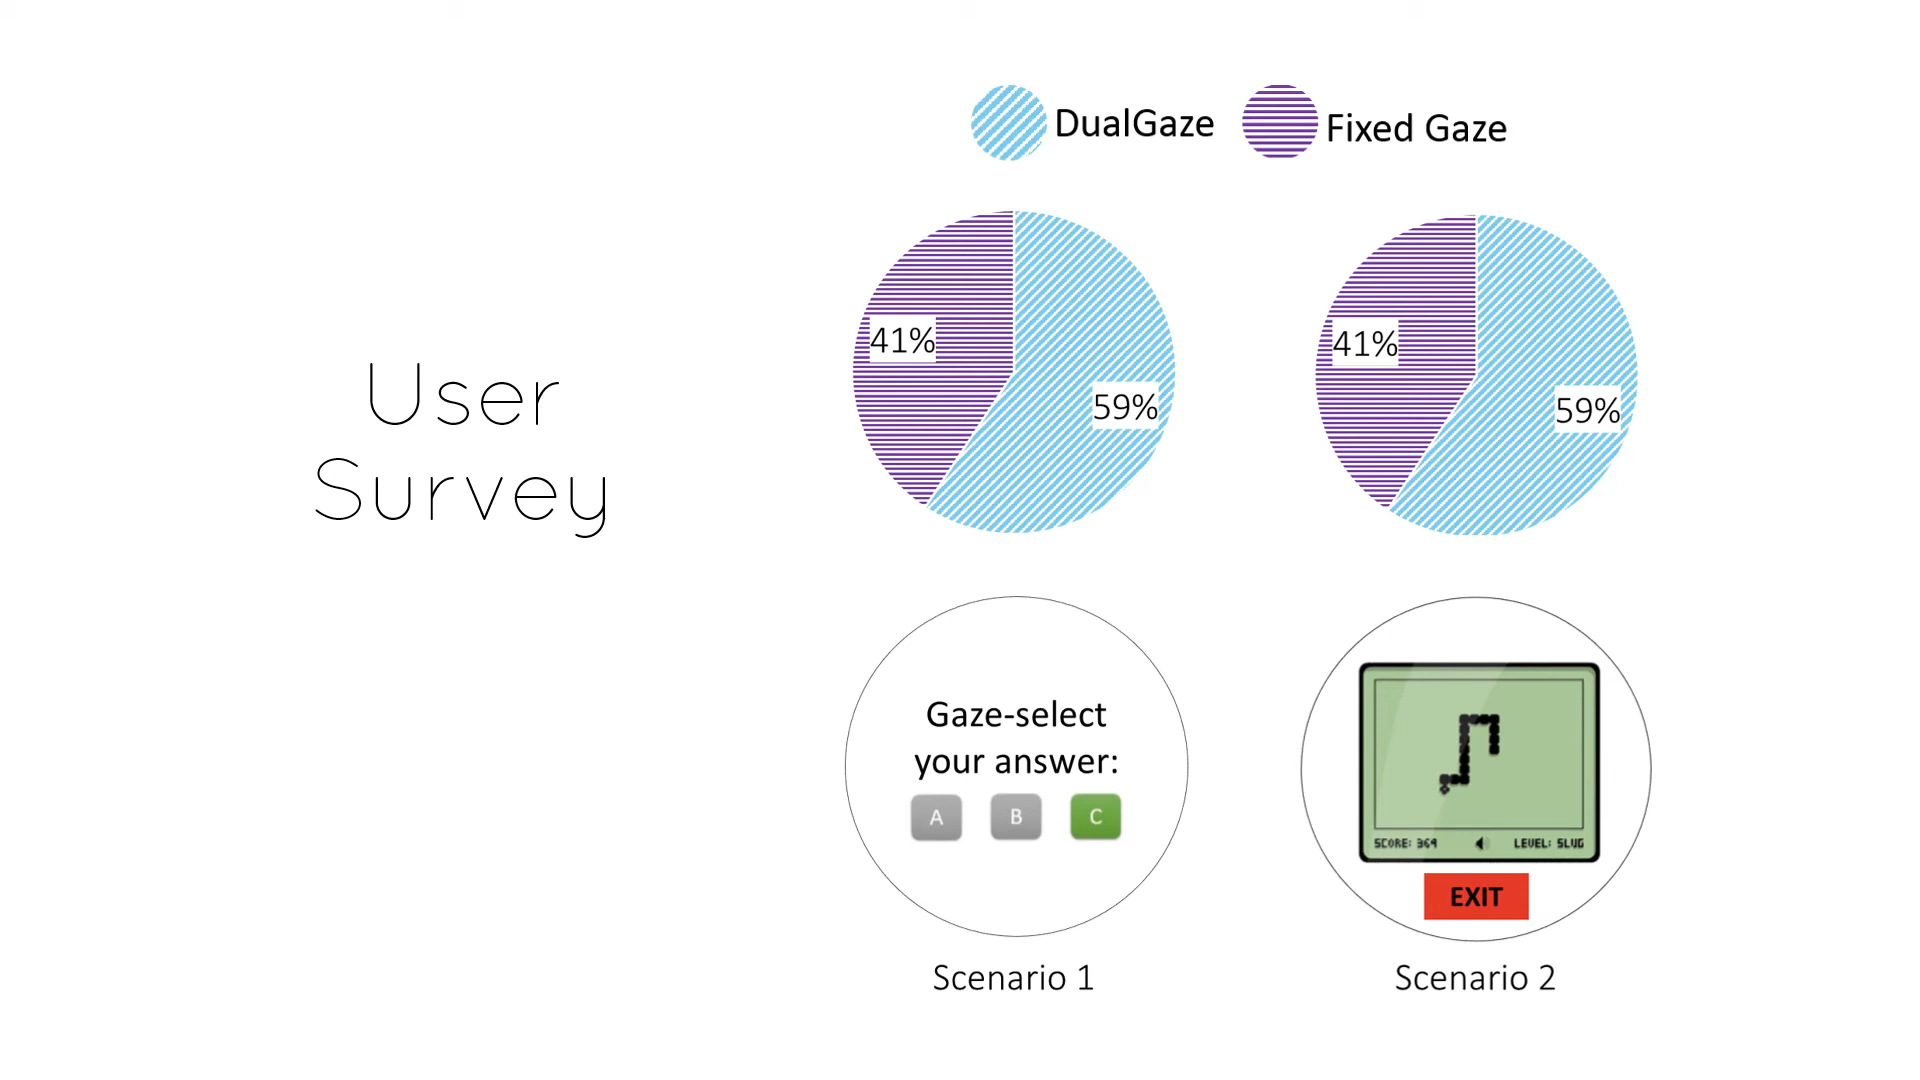 User
Survey
DualGaze
Fixed Gaze
41%
59%
41%
59%
Gaze-select
your answer:
A
B
C
Scenario 1
SCORE: 369
LEVEL: SLUG
EXIT
Scenario 2